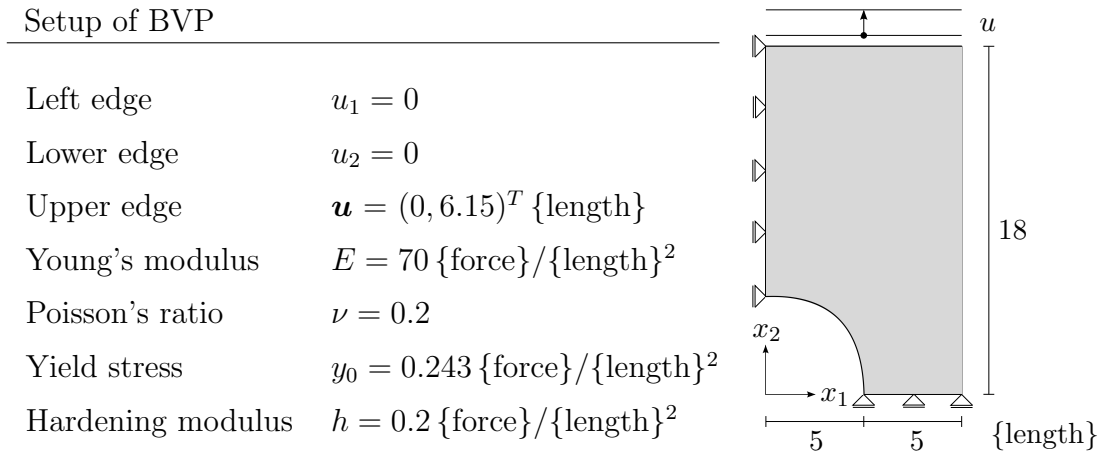 Setup of BVP
Left edge u₁ = 0
Lower edge u₂ = 0
Upper edge u = (0, 6.15)ᵀ {length}
Young's modulus E = 70 {force}/{length}²
Poisson's ratio ν = 0.2
Yield stress y₀ = 0.243 {force}/{length}²
Hardening modulus h = 0.2 {force}/{length}²
u
18
x₂
x₁
5 5 {length}